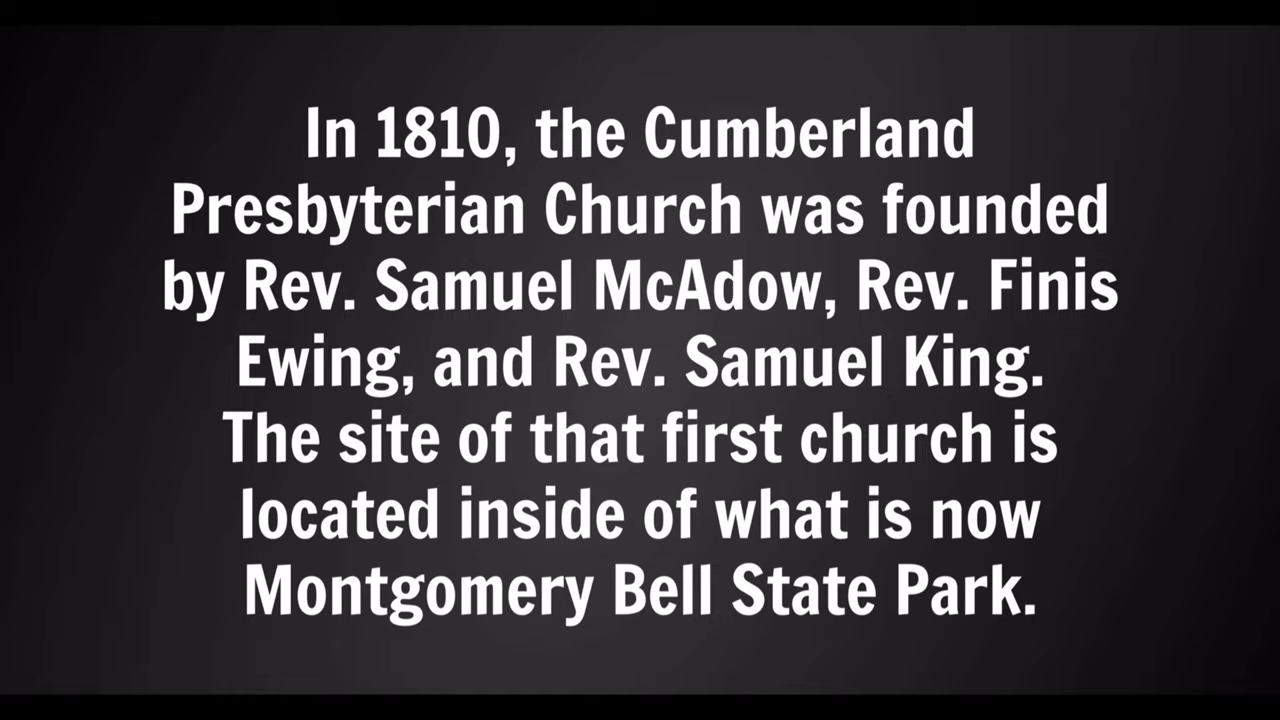 In 1810, the Cumberland
Presbyterian Church was founded
by Rev. Samuel McAdow, Rev. Finis
Ewing, and Rev. Samuel King.
The site of that first church is
located inside of what is now
Montgomery Bell State Park.